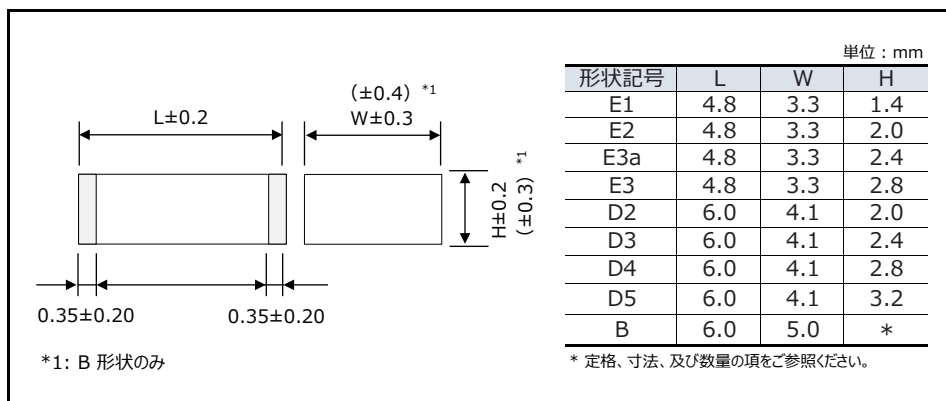 単位：mm
形状記号 L W H
E1 4.8 3.3 1.4
E2 4.8 3.3 2.0
E3a 4.8 3.3 2.4
E3 4.8 3.3 2.8
D2 6.0 4.1 2.0
D3 6.0 4.1 2.4
D4 6.0 4.1 2.8
D5 6.0 4.1 3.2
B 6.0 5.0 *
* 定格、寸法、及び数量の項をご参照ください。
L±0.2
（±0.4）*1
W±0.3
H±0.2
（±0.3）*1
0.35±0.20
0.35±0.20
*1: B 形状のみ